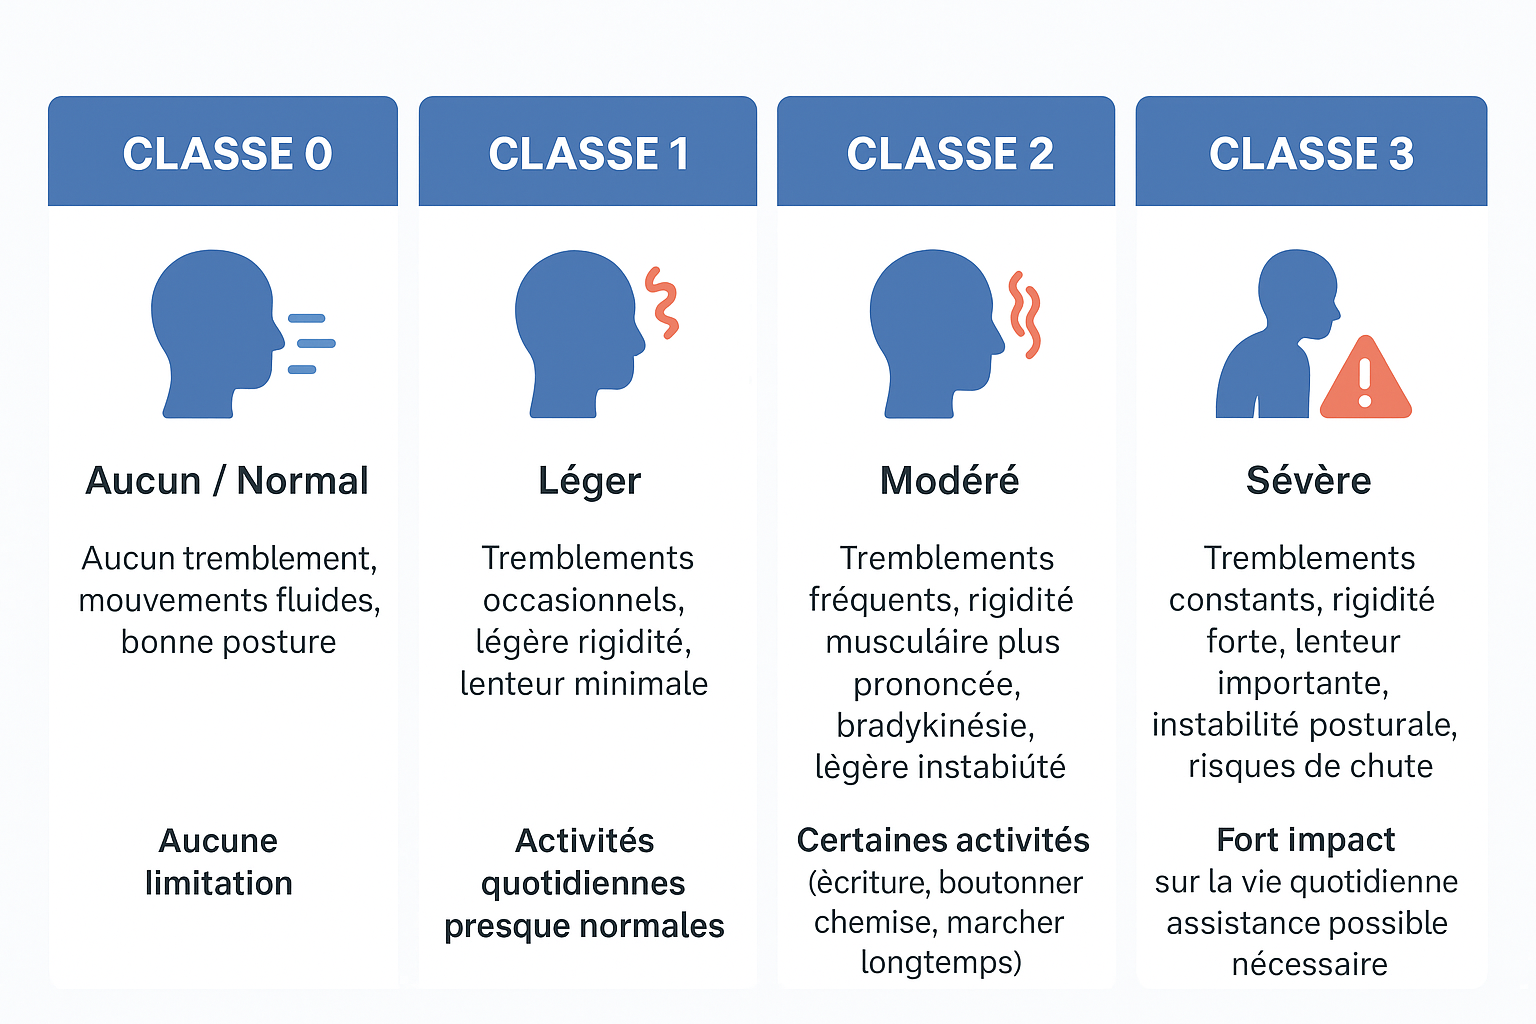 CLASSE 0
Aucun / Normal
Aucun tremblement,
mouvements fluides,
bonne posture
Aucune
limitation
CLASSE 1
Léger
Tremblements
occasionnels,
légère rigidité,
lenteur minimale
Activités
quotidiennes
presque normales
CLASSE 2
Modéré
Tremblements
fréquents, rigidité
musculáire plus
prononcée,
bradykinésie,
lègère instabiúté
Certaines activités
(ècriture, boutonner
chemise, marcher
longtemps)
CLASSE 3
Sévère
Tremblements
constants, rigidité
forte, lenteur
importante,
instabilité posturale,
risques de chute
Fort impact
sur la vie quotidienne
assistance possible
nécessaire